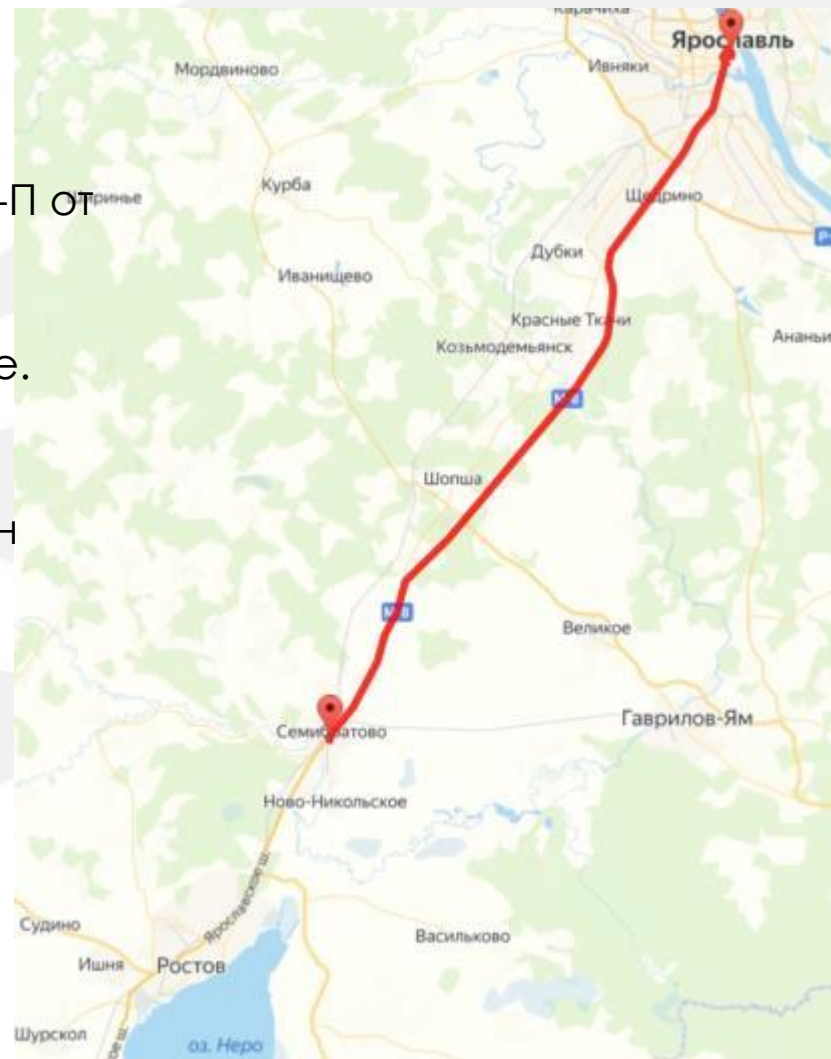 Карачиха
Ярославль
Мордвиново
Ивняки
-П от
Курба
Щедрино
Дубки
Иванищево
Красные Ткачи
Козьмодемьянск
е.
Шопша
н
Великое
Гаврилов-Ям
Семибратово
Ново-Никольское
Ярославское ш.
Судино
Васильково
Ишня
Ростов
Шурскол
оз. Неро